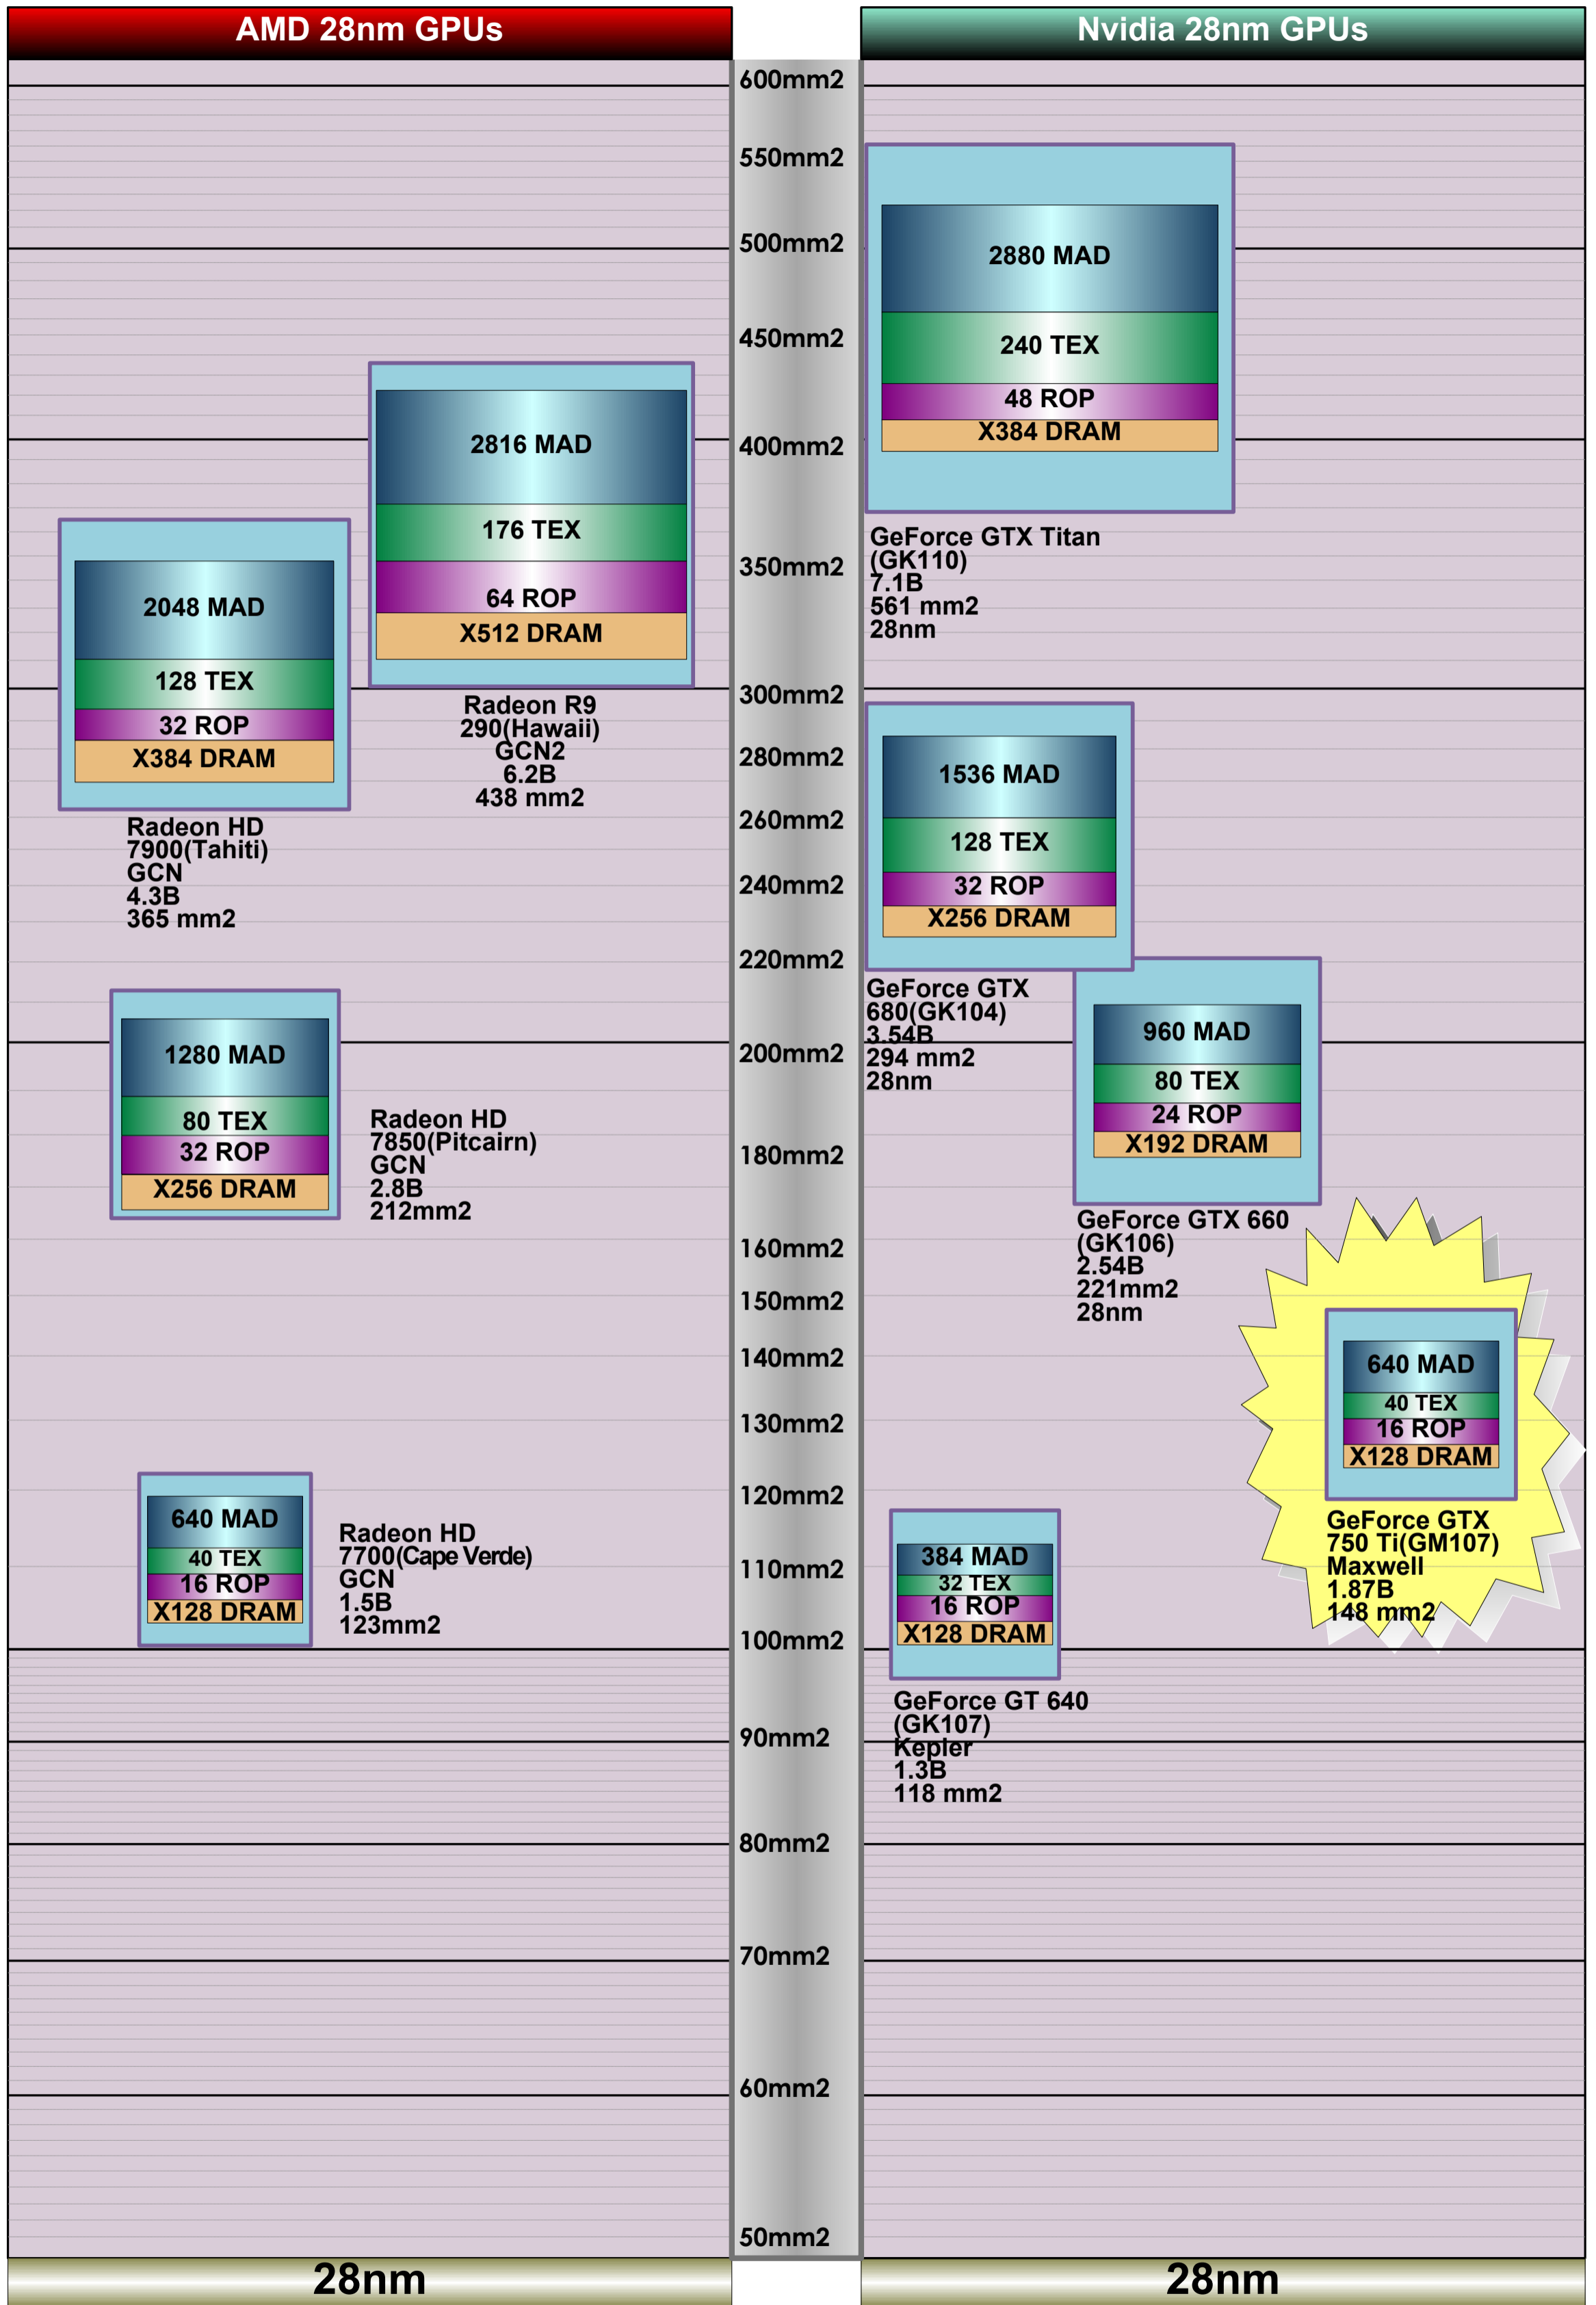 AMD 28nm GPUs
Nvidia 28nm GPUs
600mm2
550mm2
500mm2
450mm2
400mm2
350mm2
300mm2
280mm2
260mm2
240mm2
220mm2
200mm2
180mm2
160mm2
150mm2
140mm2
130mm2
120mm2
110mm2
100mm2
90mm2
80mm2
70mm2
60mm2
50mm2
2816 MAD
176 TEX
64 ROP
X512 DRAM
Radeon R9
290(Hawaii)
GCN2
6.2B
438 mm2
2048 MAD
128 TEX
32 ROP
X384 DRAM
Radeon HD
7900(Tahiti)
GCN
4.3B
365 mm2
1280 MAD
80 TEX
32 ROP
X256 DRAM
Radeon HD
7850(Pitcairn)
GCN
2.8B
212mm2
640 MAD
40 TEX
16 ROP
X128 DRAM
Radeon HD
7700(Cape Verde)
GCN
1.5B
123mm2
2880 MAD
240 TEX
48 ROP
X384 DRAM
GeForce GTX Titan
(GK110)
7.1B
561 mm2
28nm
1536 MAD
128 TEX
32 ROP
X256 DRAM
GeForce GTX
680(GK104)
3.54B
294 mm2
28nm
960 MAD
80 TEX
24 ROP
X192 DRAM
GeForce GTX 660
(GK106)
2.54B
221mm2
28nm
640 MAD
40 TEX
16 ROP
X128 DRAM
GeForce GTX
750 Ti(GM107)
Maxwell
1.87B
148 mm2
384 MAD
32 TEX
16 ROP
X128 DRAM
GeForce GT 640
(GK107)
Kepler
1.3B
118 mm2
28nm
28nm